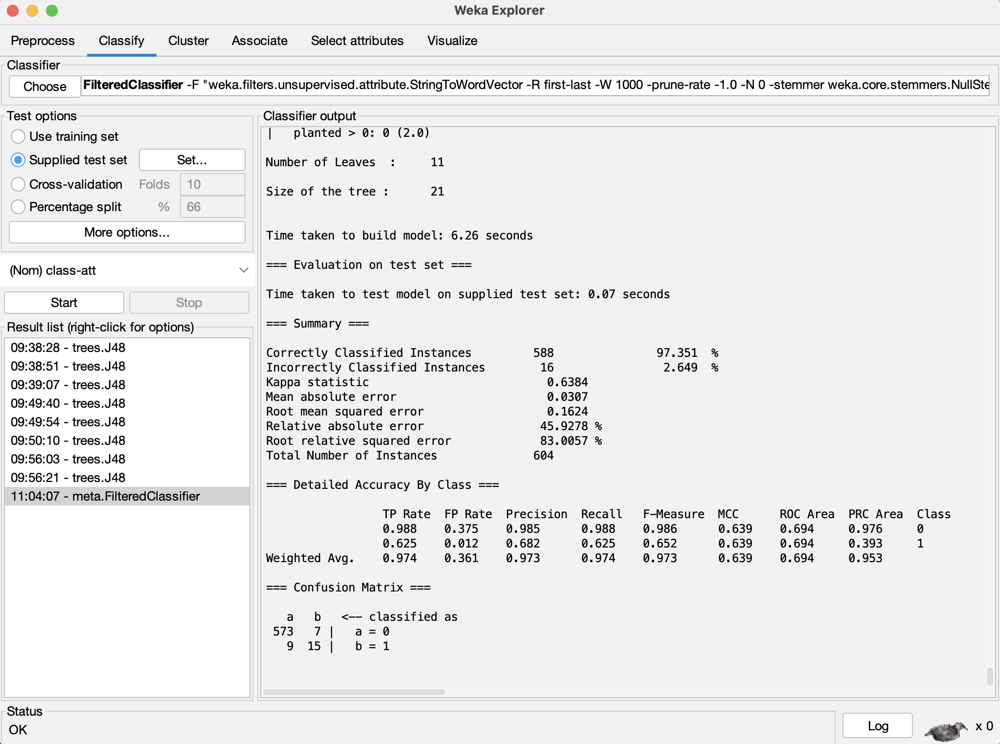 Weka Explorer
Preprocess Classify Cluster Associate Select attributes Visualize
Classifier
Choose FilteredClassifier -F "weka.filters.unsupervised.attribute.StringToWordVector -R first-last -W 1000 -prune-rate -1.0 -N 0 -stemmer weka.core.stemmers.NullSte
Test options
Use training set
Supplied test set Set...
Cross-validation Folds 10
Percentage split % 66
More options...
(Nom) class-att
Start Stop
Result list (right-click for options)
09:38:28 - trees.J48
09:38:51 - trees.J48
09:39:07 - trees.J48
09:49:40 - trees.J48
09:49:54 - trees.J48
09:50:10 - trees.J48
09:56:03 - trees.J48
09:56:21 - trees.J48
11:04:07 - meta.FilteredClassifier
Classifier output
| planted > 0: 0 (2.0)
Number of Leaves : 11
Size of the tree : 21
Time taken to build model: 6.26 seconds
=== Evaluation on test set ===
Time taken to test model on supplied test set: 0.07 seconds
=== Summary ===
Correctly Classified Instances 588 97.351 %
Incorrectly Classified Instances 16 2.649 %
Kappa statistic 0.6384
Mean absolute error 0.0307
Root mean squared error 0.1624
Relative absolute error 45.9278 %
Root relative squared error 83.0057 %
Total Number of Instances 604
=== Detailed Accuracy By Class ===
TP Rate FP Rate Precision Recall F-Measure MCC ROC Area PRC Area Class
0.988 0.375 0.985 0.988 0.986 0.639 0.694 0.976 0
0.625 0.012 0.682 0.625 0.652 0.639 0.694 0.393 1
Weighted Avg. 0.974 0.361 0.973 0.974 0.973 0.639 0.694 0.953
=== Confusion Matrix ===
a b <-- classified as
573 7 | a = 0
9 15 | b = 1
Status
OK
Log x 0